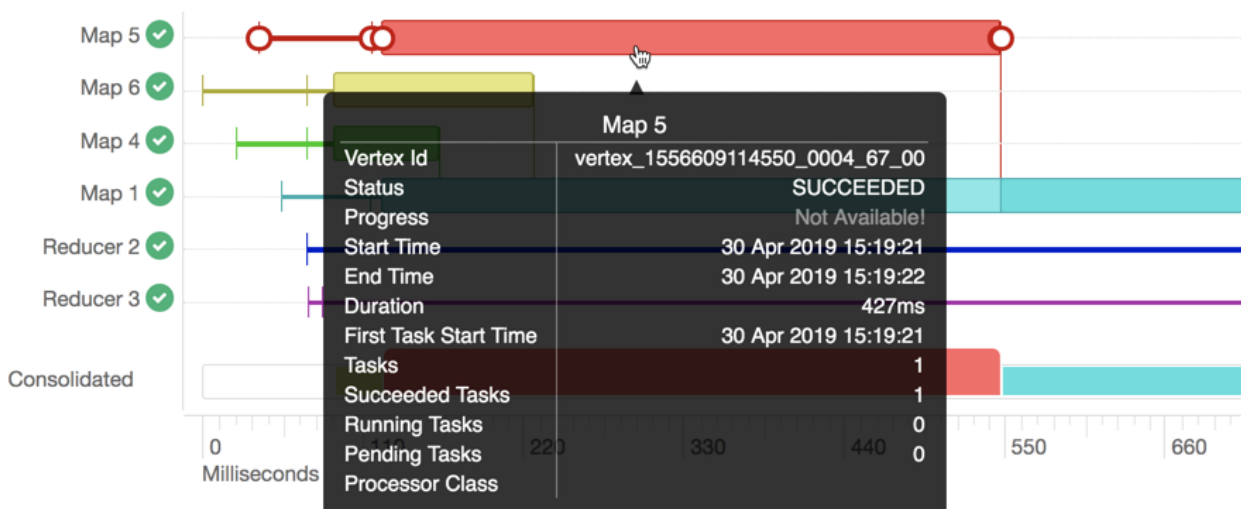 Map 5
Map 6
Map 4
Map 1
Reducer 2
Reducer 3
Consolidated
Map 5
Vertex Id vertex_1556609114550_0004_67_00
Status SUCCEEDED
Progress Not Available!
Start Time 30 Apr 2019 15:19:21
End Time 30 Apr 2019 15:19:22
Duration 427ms
First Task Start Time 30 Apr 2019 15:19:21
Tasks 1
Succeeded Tasks 1
Running Tasks 0
Pending Tasks 0
Processor Class
0 110 220 330 440 550 660
Milliseconds